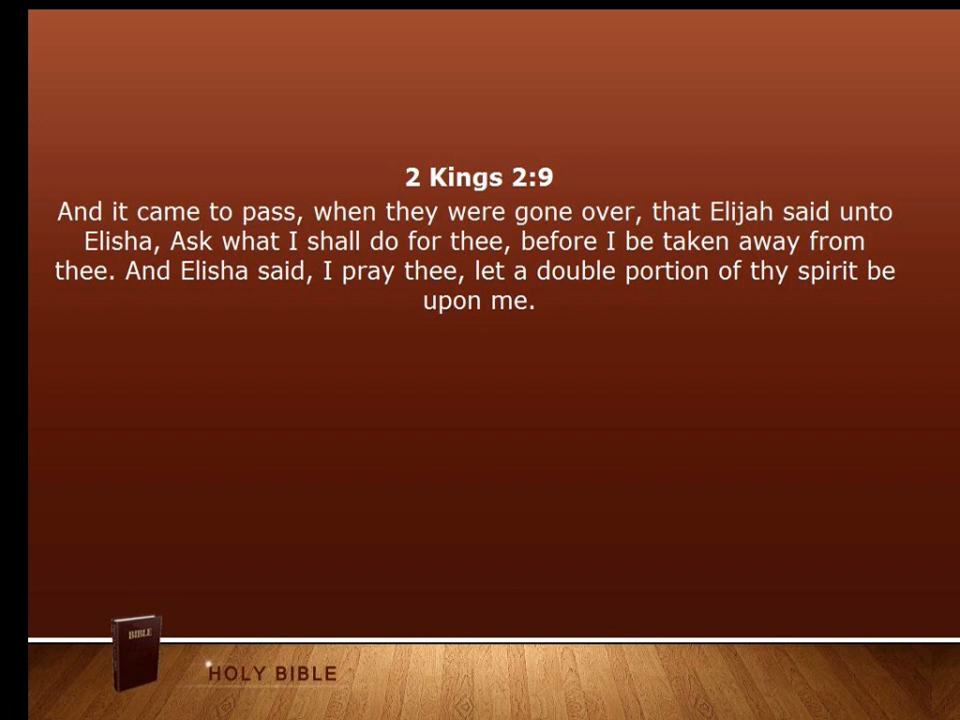 2 Kings 2:9
And it came to pass, when they were gone over, that Elijah said unto
Elisha, Ask what I shall do for thee, before I be taken away from
thee. And Elisha said, I pray thee, let a double portion of thy spirit be
upon me.
BIBLE
HOLY BIBLE